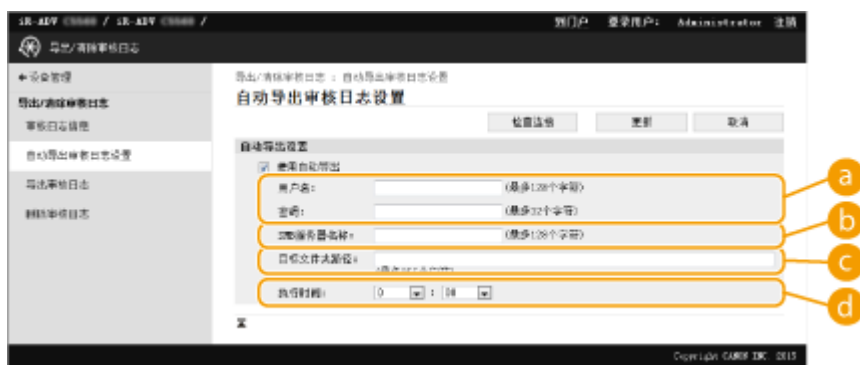 iR-ADV / iR-ADV /
到门户 登录用户: Administrator 注销
导出/清除审核日志
设备管理
导出/清除审核日志
审核日志信息
自动导出审核日志设置
导出审核日志
删除审核日志
导出/清除审核日志 : 自动导出审核日志设置
自动导出审核日志设置
检查连接 更新 取消
自动导出设置
使用自动导出
用户名: (最多128个字符)
密码: (最多32个字符)
SMB服务器名称: (最多128个字符)
目标文件夹路径:
执行时间: 0 : 00
a
b
c
d
Copyright CANON INC. 2015